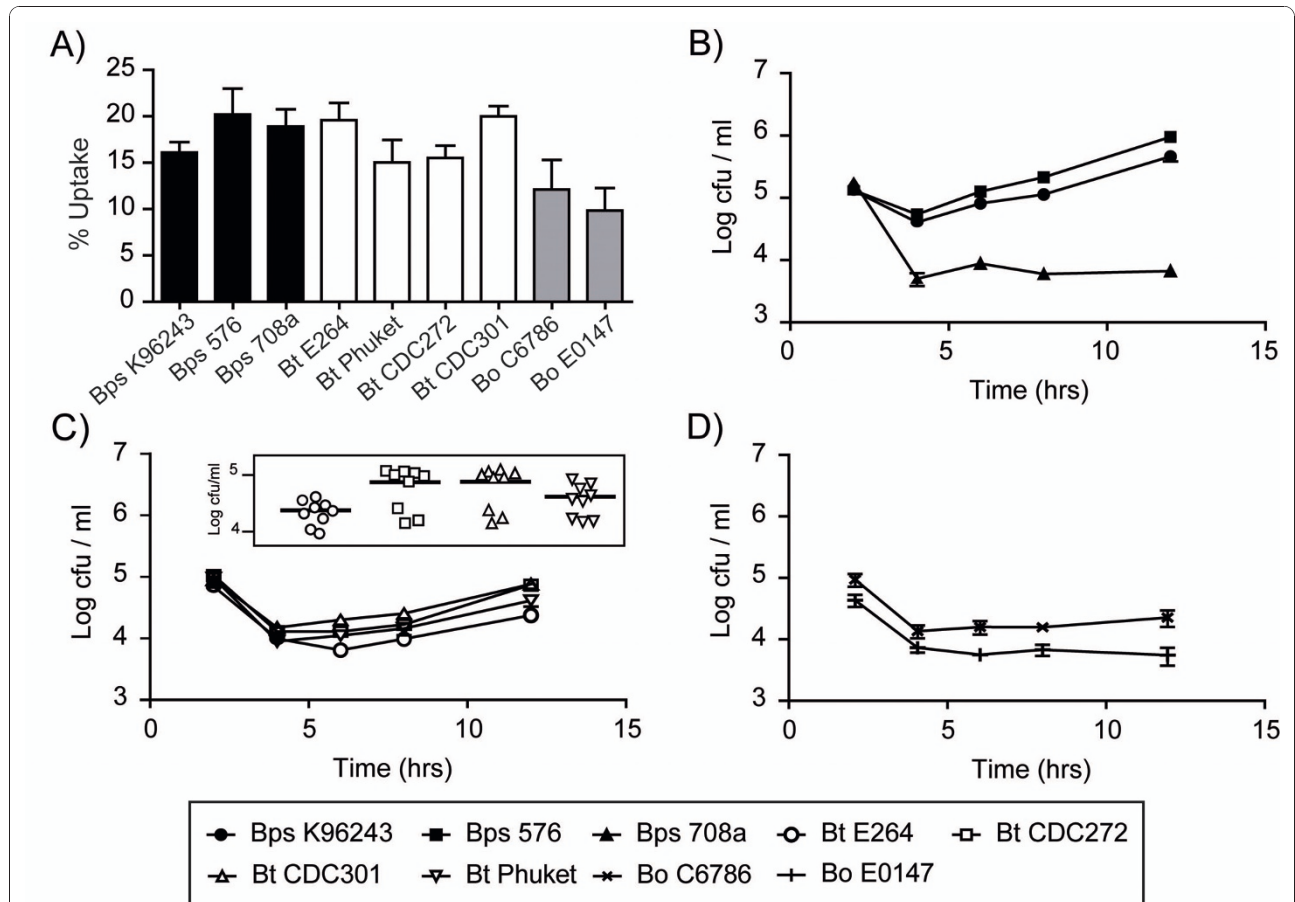 A)
25
20
15
10
5
0
% Uptake
Bps K96243
Bps 576
Bps 708a
Bt E264
Bt Phuket
Bt CDC272
Bt CDC301
Bo C6786
Bo E0147
B)
7
6
5
4
3
Log cfu / ml
0 5 10 15
Time (hrs)
C)
7
6
5
4
3
Log cfu / ml
Log cfu/ml
5
4
0 5 10 15
Time (hrs)
D)
7
6
5
4
3
Log cfu / ml
0 5 10 15
Time (hrs)
Bps K96243 Bps 576 Bps 708a Bt E264 Bt CDC272
Bt CDC301 Bt Phuket Bo C6786 Bo E0147